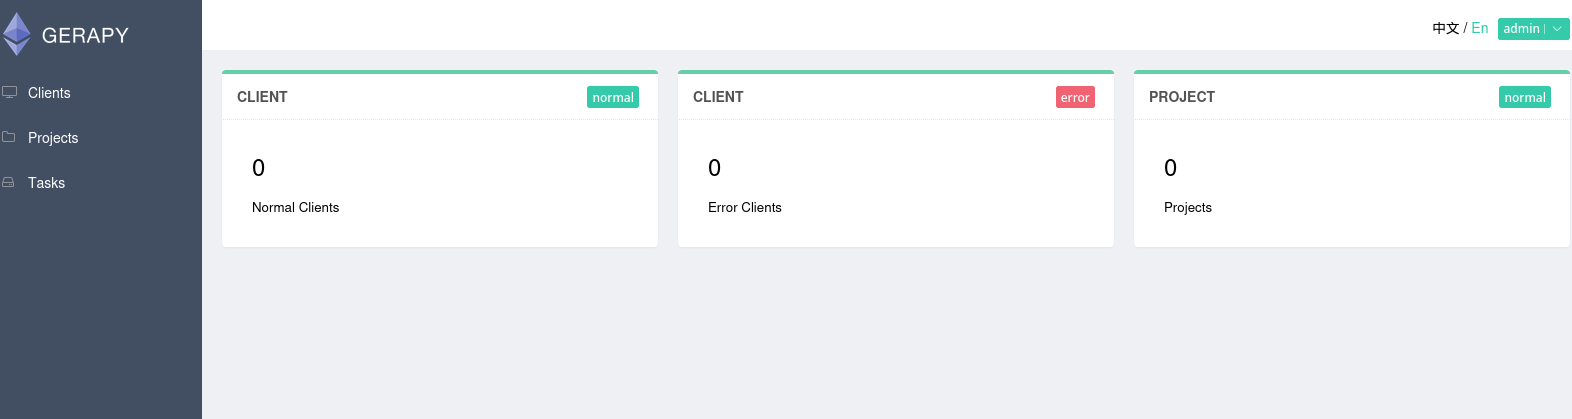 GERAPY
中文 / En admin
Clients
Projects
Tasks
CLIENT normal
0
Normal Clients
CLIENT error
0
Error Clients
PROJECT normal
0
Projects